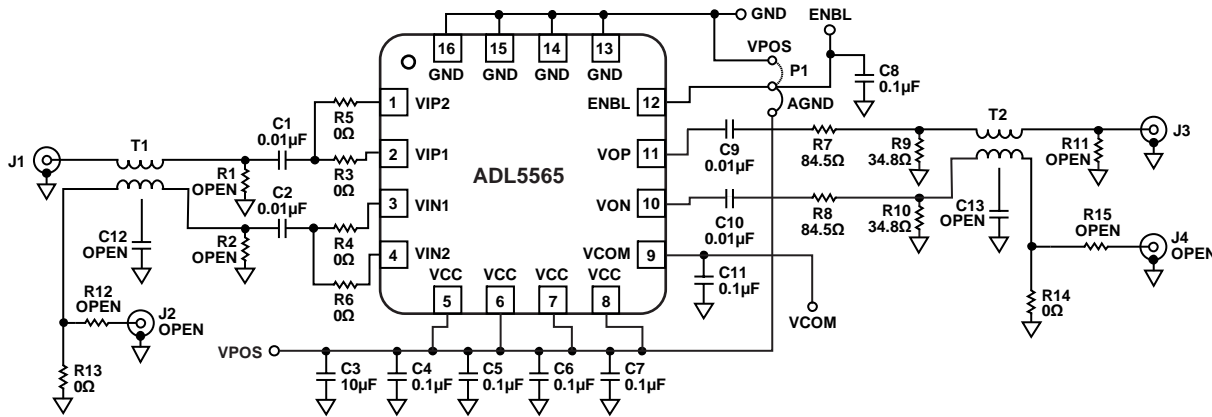 GND
ENBL
16
15
14
13
GND
GND
GND
GND
VPOS
P1
C8
0.1µF
AGND
1
VIP2
ENBL
12
R5
0Ω
C1
0.01µF
T1
J1
2
VIP1
R3
0Ω
R1
OPEN
C2
0.01µF
ADL5565
VOP
11
C9
0.01µF
R7
84.5Ω
R9
34.8Ω
T2
R11
OPEN
J3
3
VIN1
R4
0Ω
VON
10
C10
0.01µF
R8
84.5Ω
R10
34.8Ω
C13
OPEN
R15
OPEN
J4
OPEN
C12
OPEN
R2
OPEN
4
VIN2
R6
0Ω
VCOM
9
C11
0.1µF
VCOM
R14
0Ω
VCC
VCC
VCC
VCC
5
6
7
8
R12
OPEN
J2
OPEN
R13
0Ω
VPOS
C3
10µF
C4
0.1µF
C5
0.1µF
C6
0.1µF
C7
0.1µF